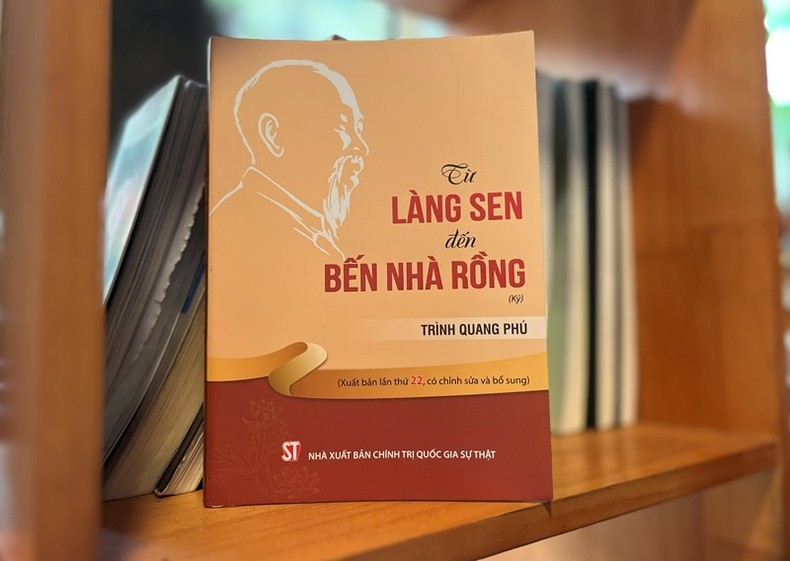 Từ
LÀNG SEN
đến
BẾN NHÀ RỒNG
(Ký)
TRÌNH QUANG PHÚ
(Xuất bản lần thứ 22, có chỉnh sửa và bổ sung)
ST NHÀ XUẤT BẢN CHÍNH TRỊ QUỐC GIA SỰ THẬT